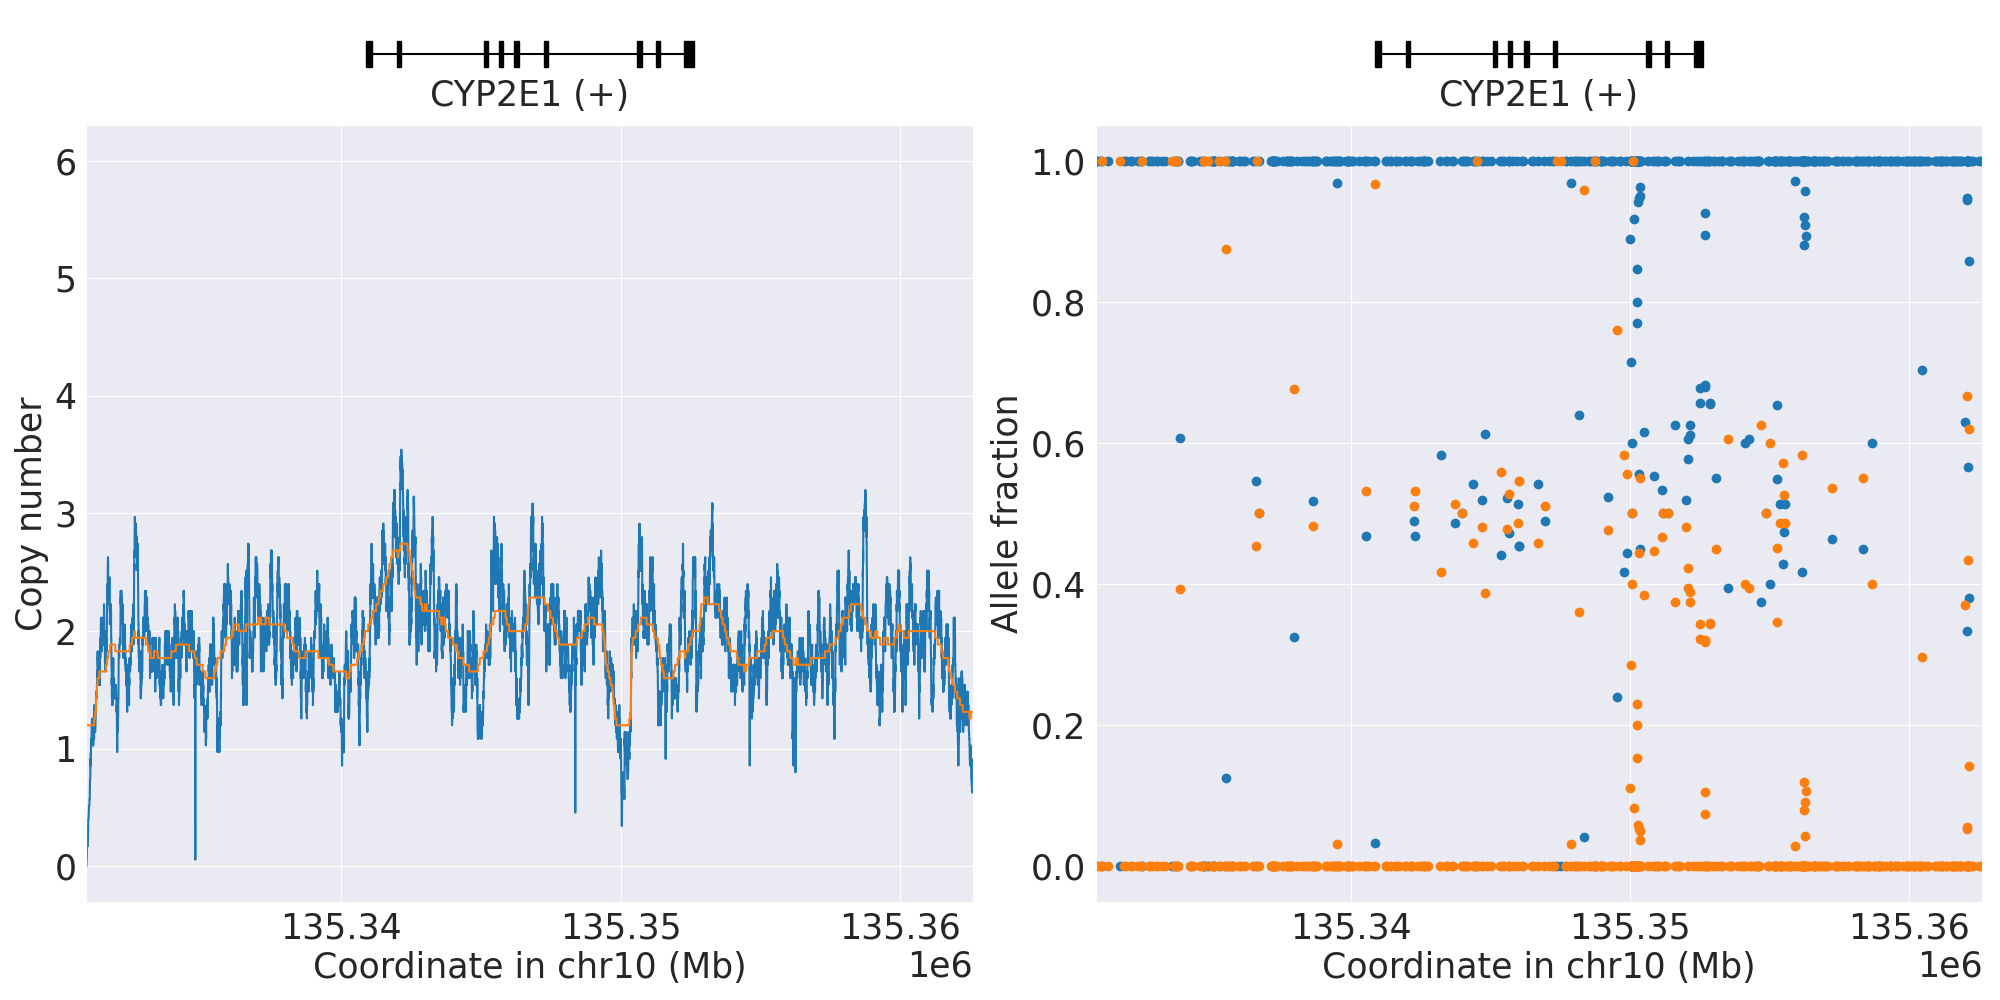 CYP2E1 (+)
6
5
4
3
2
1
0
Copy number
135.34 135.35 135.36
Coordinate in chr10 (Mb)
1e6
CYP2E1 (+)
1.0
0.8
0.6
0.4
0.2
0.0
Allele fraction
135.34 135.35 135.36
Coordinate in chr10 (Mb)
1e6